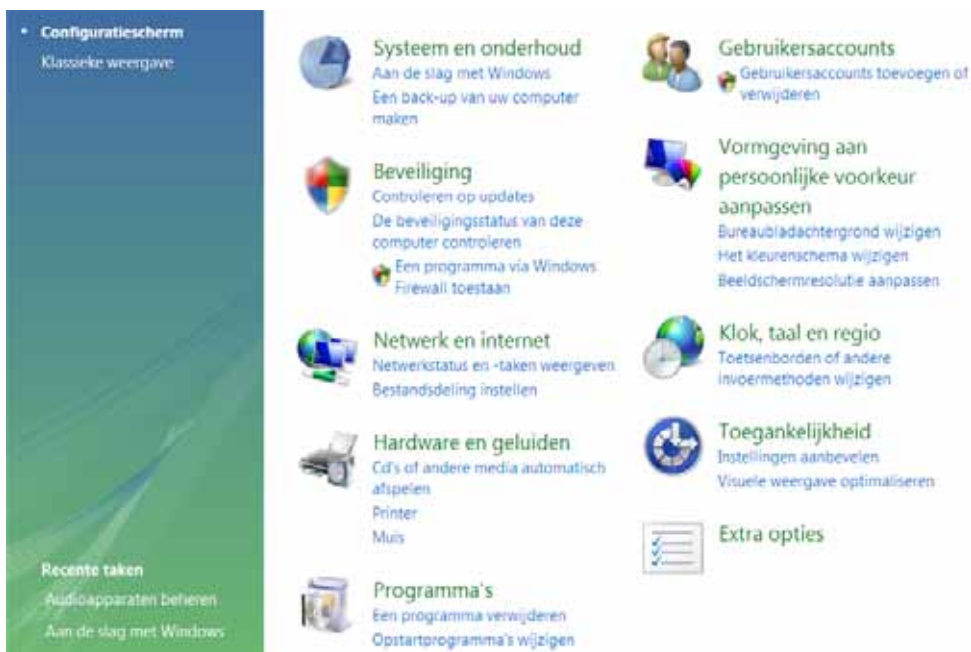 Configuratiescherm
Klassieke weergave
Systeem en onderhoud
Aan de slag met Windows
Een back-up van uw computer
maken
Beveiliging
Controleren op updates
De beveiligingsstatus van deze
computer controleren
Een programma via Windows
Firewall toestaan
Netwerk en internet
Netwerkstatus en -taken weergeven
Bestandsdeling instellen
Hardware en geluiden
Cd's of andere media automatisch
afspelen
Printer
Muis
Programma's
Een programma verwijderen
Opstartprogramma's wijzigen
Gebruikersaccounts
Gebruikersaccounts toevoegen of
verwijderen
Vormgeving aan
persoonlijke voorkeur
aanpassen
Bureaubladachtergrond wijzigen
Het kleurenschema wijzigen
Beeldschermresolutie aanpassen
Klok, taal en regio
Toetsenborden of andere
invoermethoden wijzigen
Toegankelijkheid
Instellingen aanbevelen
Visuele weergave optimaliseren
Extra opties
Recente taken
Audioapparaten beheren
Aan de slag met Windows